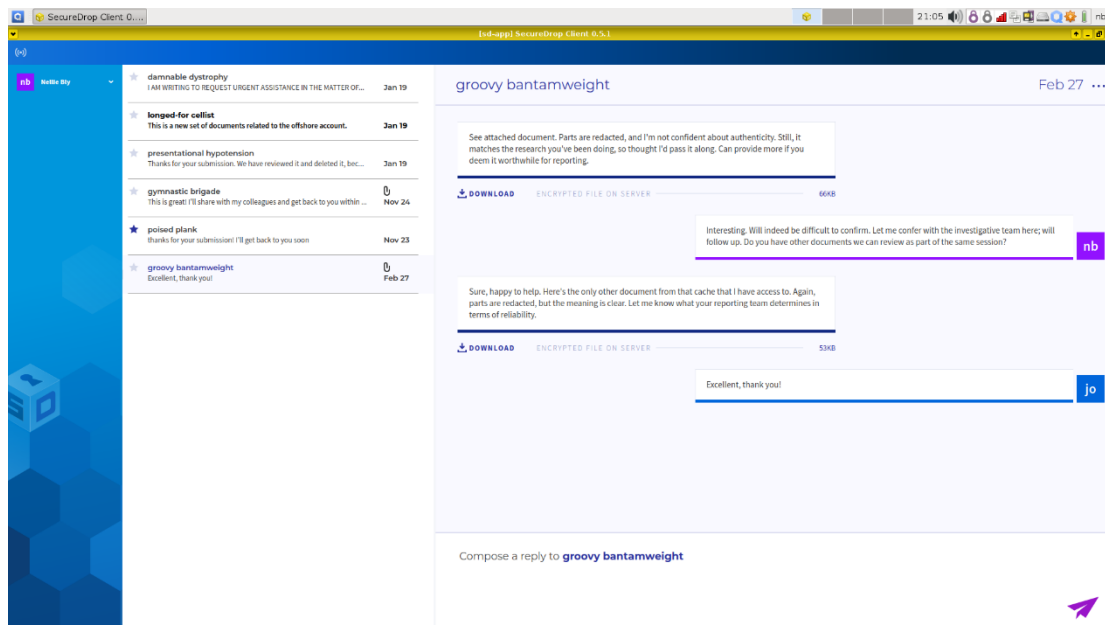 SecureDrop Client 0....
21:05
nb
[sd-app] SecureDrop Client 0.5.1
nb Nellie Bly
damnable dystrophy
I AM WRITING TO REQUEST URGENT ASSISTANCE IN THE MATTER OF... Jan 19
longed-for cellist
This is a new set of documents related to the offshore account. Jan 19
presentational hypotension
Thanks for your submission. We have reviewed it and deleted it, bec... Jan 19
gymnastic brigade
This is great! I'll share with my colleagues and get back to you within ... Nov 24
poised plank
thanks for your submission! I'll get back to you soon Nov 23
groovy bantamweight
Excellent, thank you! Feb 27
groovy bantamweight Feb 27 ...
See attached document. Parts are redacted, and I'm not confident about authenticity. Still, it
matches the research you've been doing, so thought I'd pass it along. Can provide more if you
deem it worthwhile for reporting.
DOWNLOAD ENCRYPTED FILE ON SERVER 66KB
Interesting. Will indeed be difficult to confirm. Let me confer with the investigative team here; will
follow up. Do you have other documents we can review as part of the same session?
nb
Sure, happy to help. Here's the only other document from that cache that I have access to. Again,
parts are redacted, but the meaning is clear. Let me know what your reporting team determines in
terms of reliability.
DOWNLOAD ENCRYPTED FILE ON SERVER 53KB
Excellent, thank you!
jo
SD
Compose a reply to groovy bantamweight